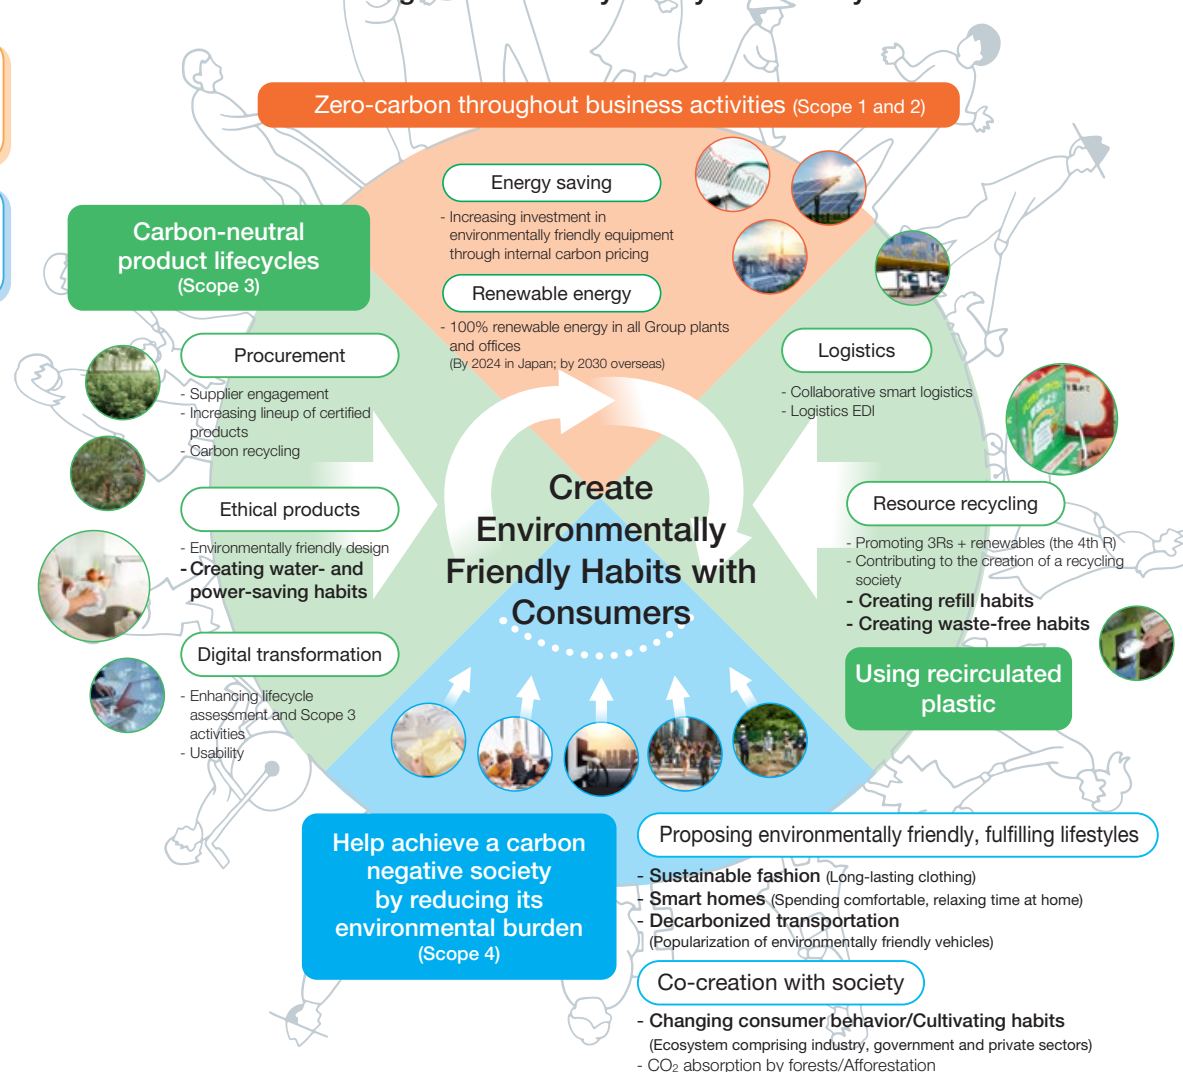 Zero-carbon throughout business activities (Scope 1 and 2)
Energy saving
- Increasing investment in
environmentally friendly equipment
through internal carbon pricing
Renewable energy
- 100% renewable energy in all Group plants
and offices
(By 2024 in Japan; by 2030 overseas)
Carbon-neutral
product lifecycles
(Scope 3)
Procurement
- Supplier engagement
- Increasing lineup of certified
products
- Carbon recycling
Ethical products
- Environmentally friendly design
- Creating water- and
power-saving habits
Digital transformation
- Enhancing lifecycle
assessment and Scope 3
activities
- Usability
Logistics
- Collaborative smart logistics
- Logistics EDI
Resource recycling
- Promoting 3Rs + renewables (the 4th R)
- Contributing to the creation of a recycling
society
- Creating refill habits
- Creating waste-free habits
Using recirculated
plastic
Create
Environmentally
Friendly Habits with
Consumers
Help achieve a carbon
negative society
by reducing its
environmental burden
(Scope 4)
Proposing environmentally friendly, fulfilling lifestyles
- Sustainable fashion (Long-lasting clothing)
- Smart homes (Spending comfortable, relaxing time at home)
- Decarbonized transportation
(Popularization of environmentally friendly vehicles)
Co-creation with society
- Changing consumer behavior/Cultivating habits
(Ecosystem comprising industry, government and private sectors)
- CO₂ absorption by forests/Afforestation